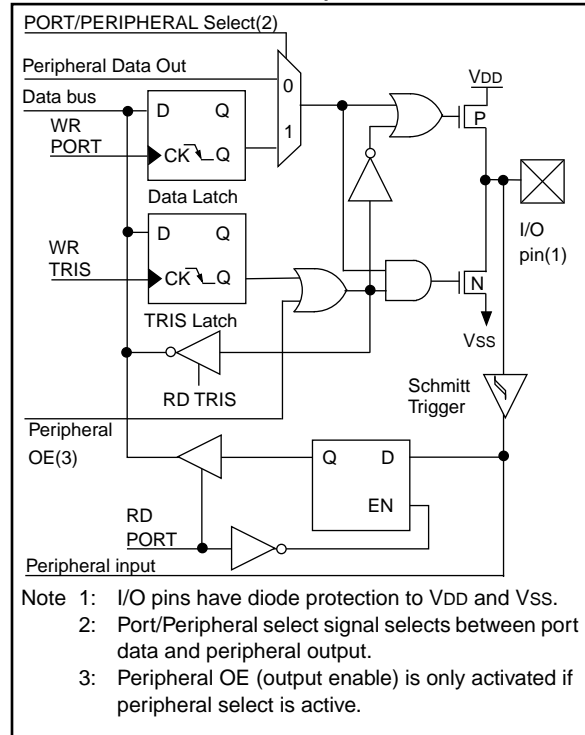 PORT/PERIPHERAL Select(2)
Peripheral Data Out
Data bus
WR
PORT
D Q
CK Q
Data Latch
0
1
VDD
P
I/O
pin(1)
WR
TRIS
D Q
CK Q
TRIS Latch
N
VSS
RD TRIS
Schmitt
Trigger
Peripheral
OE(3)
Q D
EN
RD
PORT
Peripheral input
Note 1: I/O pins have diode protection to VDD and VSS.
2: Port/Peripheral select signal selects between port
data and peripheral output.
3: Peripheral OE (output enable) is only activated if
peripheral select is active.